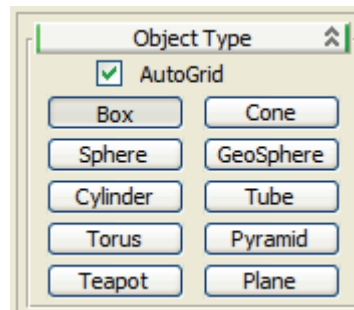 Object Type
AutoGrid
Box Cone
Sphere GeoSphere
Cylinder Tube
Torus Pyramid
Teapot Plane